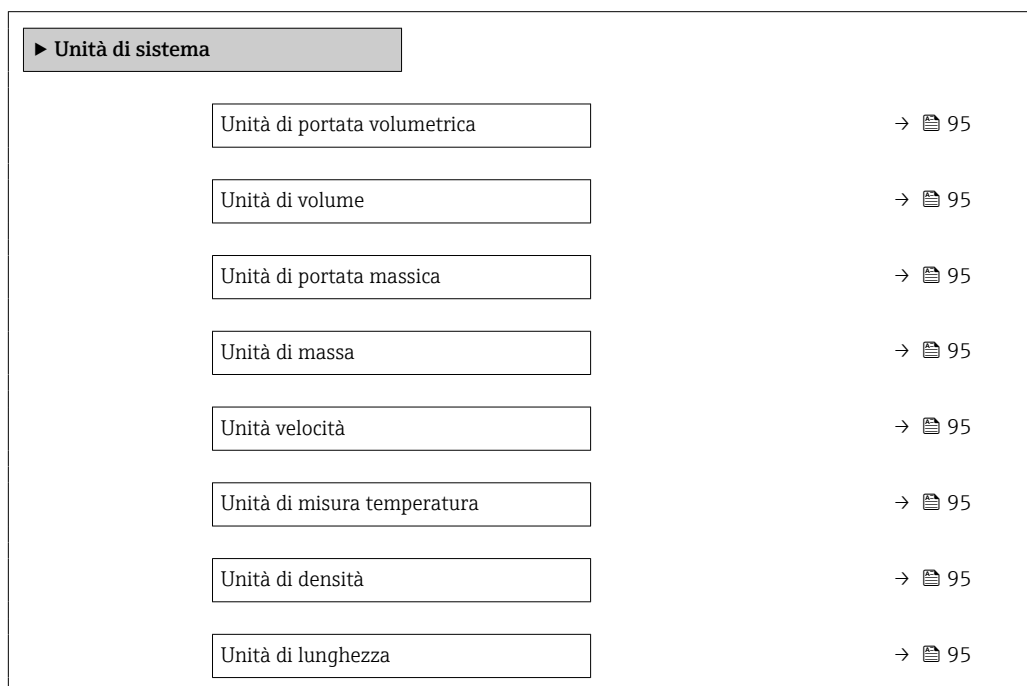 ► Unità di sistema
Unità di portata volumetrica → 95
Unità di volume → 95
Unità di portata massica → 95
Unità di massa → 95
Unità velocità → 95
Unità di misura temperatura → 95
Unità di densità → 95
Unità di lunghezza → 95